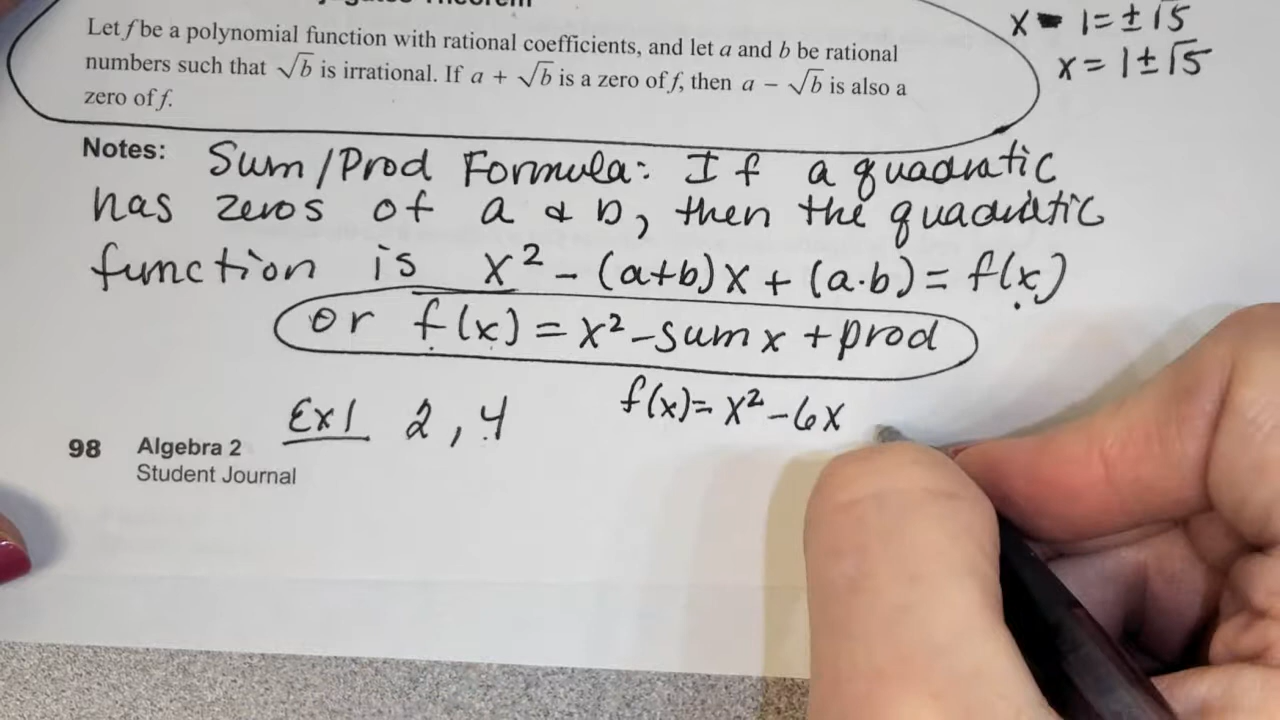 Theorem
Let f be a polynomial function with rational coefficients, and let a and b be rational
numbers such that √b is irrational. If a + √b is a zero of f, then a − √b is also a
zero of f.
x - 1 = ±√5
x = 1 ± √5
Notes: Sum/Prod Formula: If a quadratic
has zeros of a & b, then the quadratic
function is x² - (a+b)x + (a·b) = f(x)
or f(x) = x² - sum x + prod
Ex1 2, 4 f(x) = x² - 6x
98 Algebra 2
Student Journal